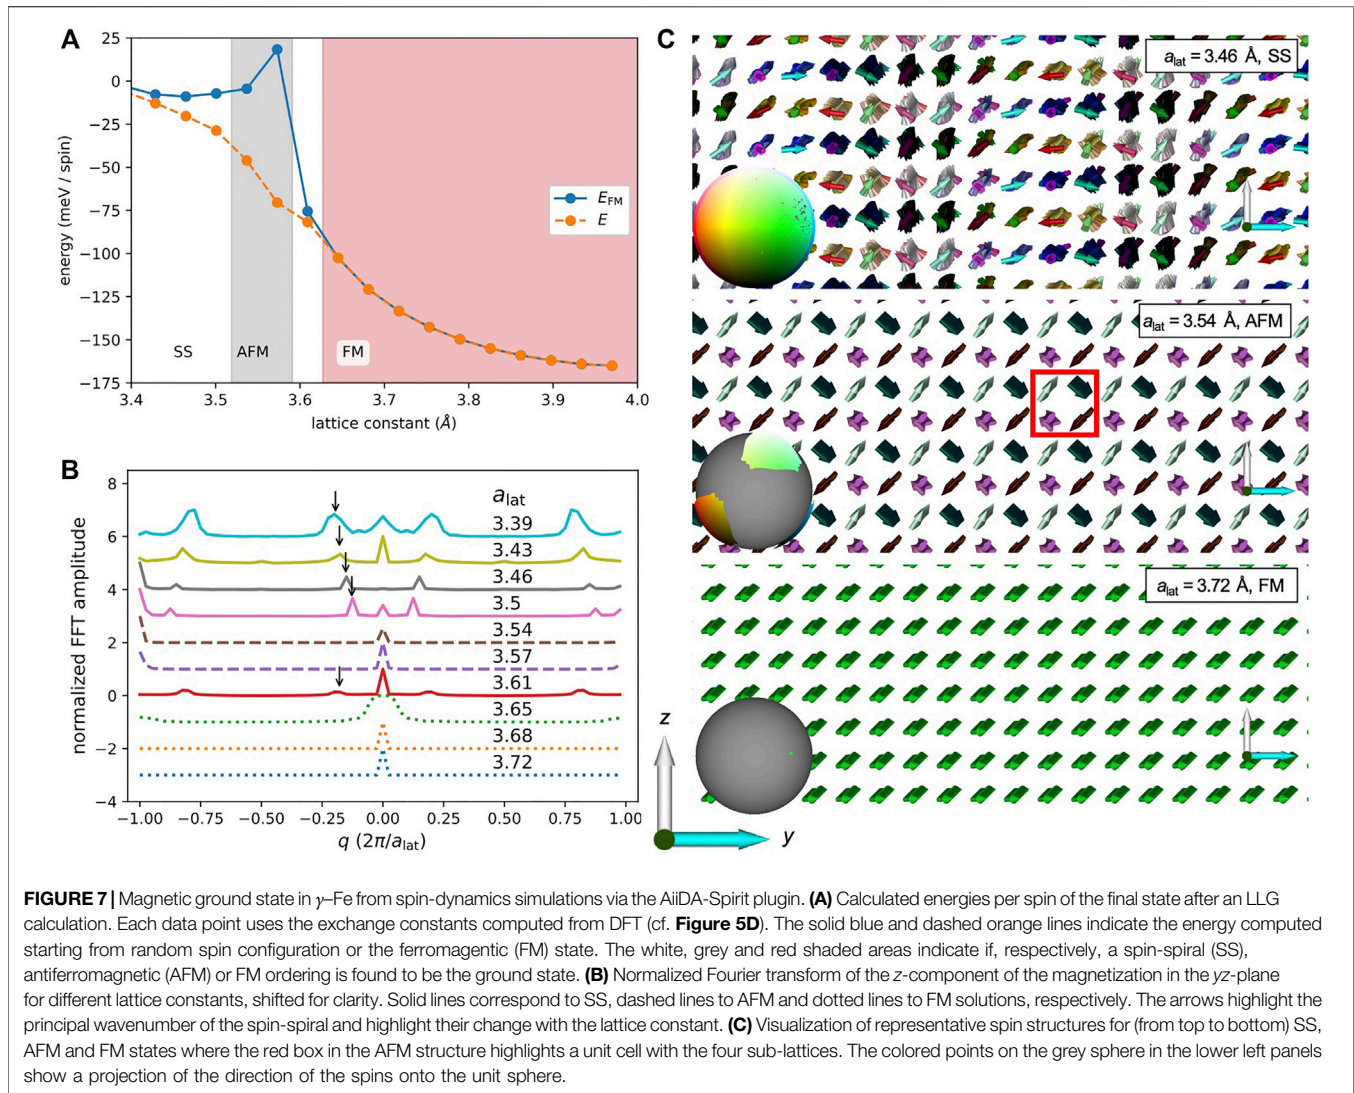 A
25
0
−25
−50
−75
−100
−125
−150
−175
energy (meV / spin)
E_FM
E
SS
AFM
FM
3.4
3.5
3.6
3.7
3.8
3.9
4.0
lattice constant (Å)
B
8
6
4
2
0
−2
−4
normalized FFT amplitude
a_lat
3.39
3.43
3.46
3.5
3.54
3.57
3.61
3.65
3.68
3.72
−1.00
−0.75
−0.50
−0.25
0.00
0.25
0.50
0.75
1.00
q (2π/a_lat)
C
a_lat = 3.46 Å, SS
a_lat = 3.54 Å, AFM
a_lat = 3.72 Å, FM
z
y
FIGURE 7 | Magnetic ground state in γ–Fe from spin-dynamics simulations via the AiiDA-Spirit plugin. (A) Calculated energies per spin of the final state after an LLG
calculation. Each data point uses the exchange constants computed from DFT (cf. Figure 5D). The solid blue and dashed orange lines indicate the energy computed
starting from random spin configuration or the ferromagentic (FM) state. The white, grey and red shaded areas indicate if, respectively, a spin-spiral (SS),
antiferromagnetic (AFM) or FM ordering is found to be the ground state. (B) Normalized Fourier transform of the z-component of the magnetization in the yz-plane
for different lattice constants, shifted for clarity. Solid lines correspond to SS, dashed lines to AFM and dotted lines to FM solutions, respectively. The arrows highlight the
principal wavenumber of the spin-spiral and highlight their change with the lattice constant. (C) Visualization of representative spin structures for (from top to bottom) SS,
AFM and FM states where the red box in the AFM structure highlights a unit cell with the four sub-lattices. The colored points on the grey sphere in the lower left panels
show a projection of the direction of the spins onto the unit sphere.